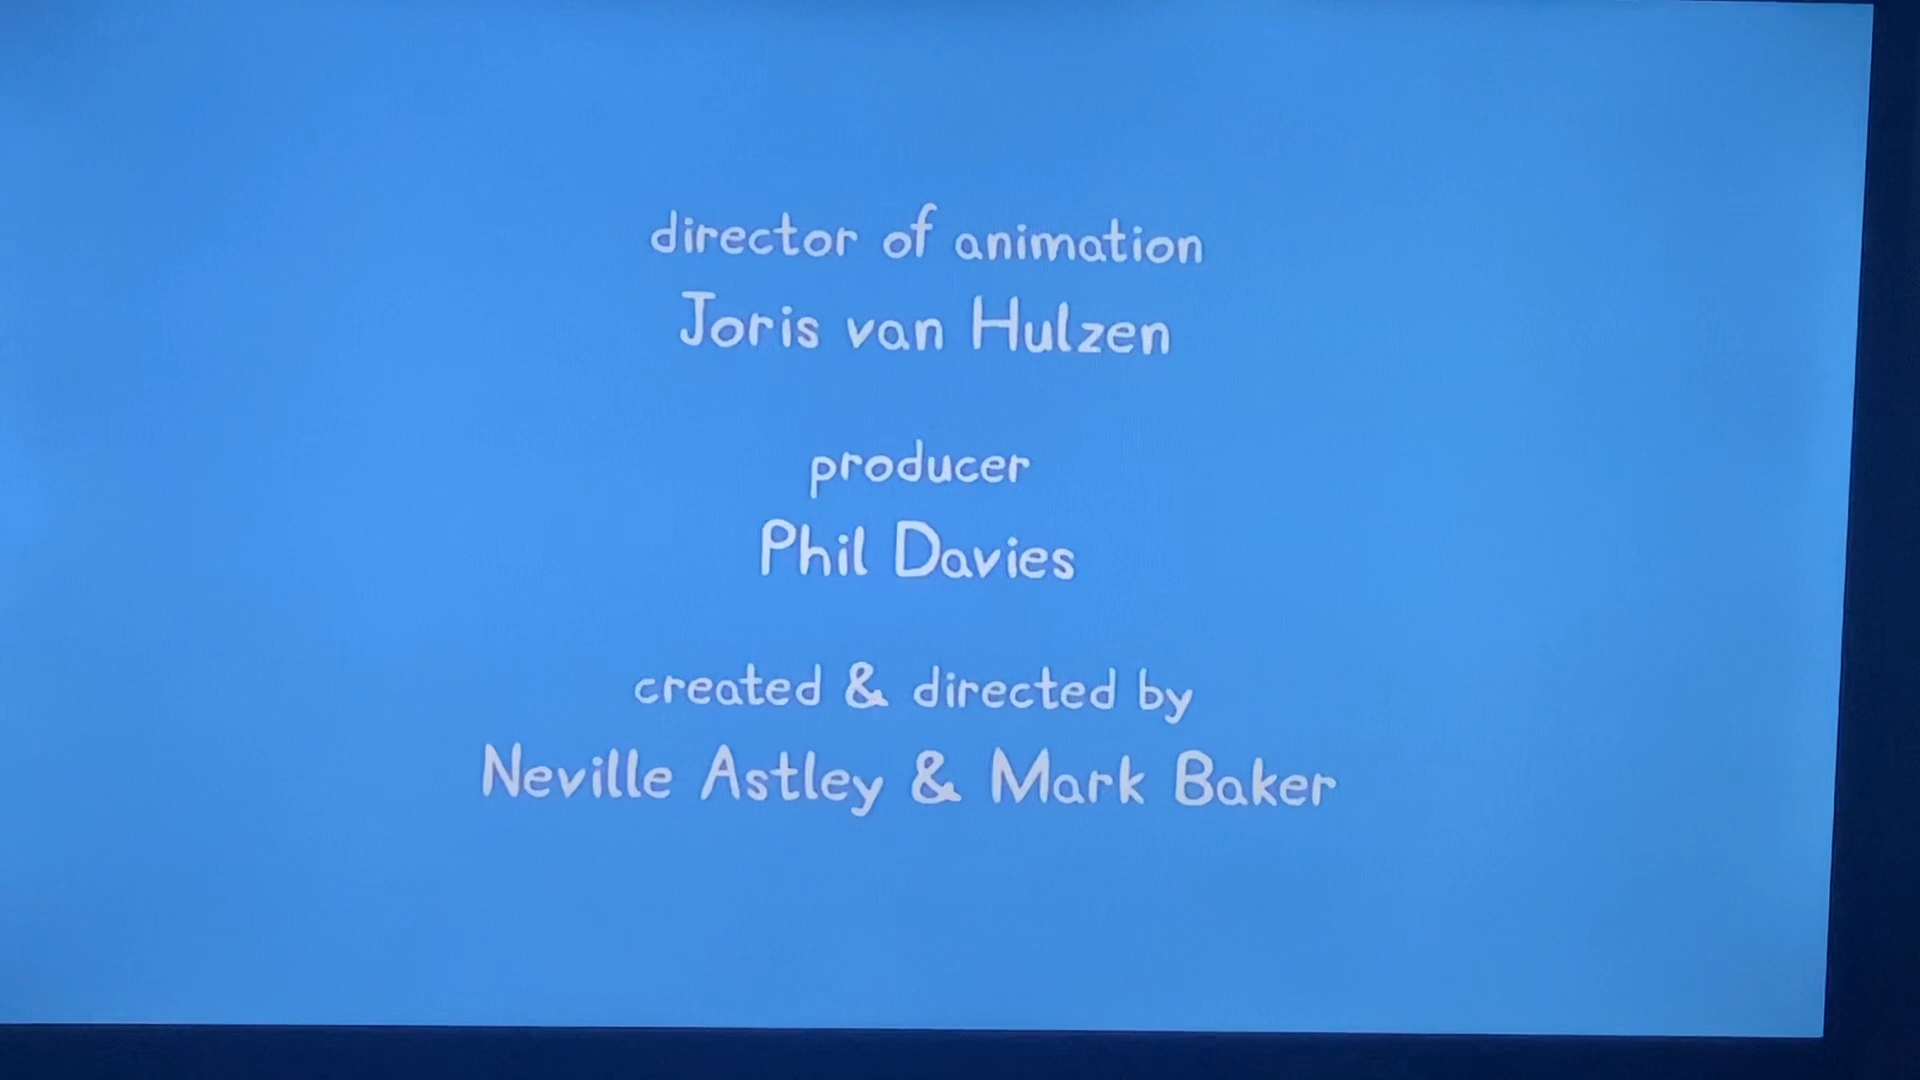 director of animation
Joris van Hulzen
producer
Phil Davies
created & directed by
Neville Astley & Mark Baker